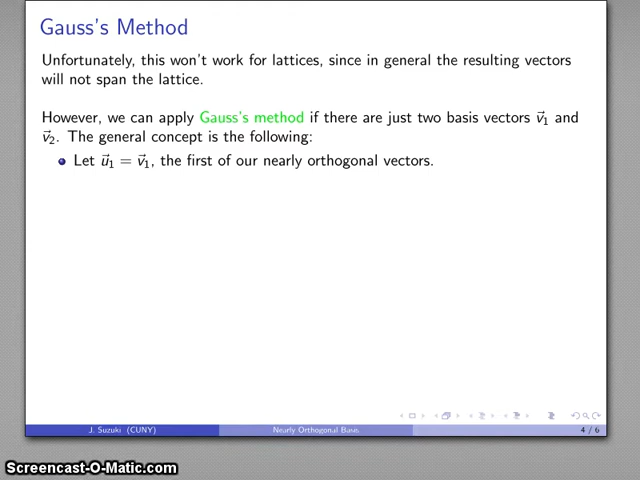 Gauss's Method
Unfortunately, this won't work for lattices, since in general the resulting vectors
will not span the lattice.
However, we can apply Gauss's method if there are just two basis vectors v⃗₁ and
v⃗₂. The general concept is the following:
Let u⃗₁ = v⃗₁, the first of our nearly orthogonal vectors.
J. Suzuki (CUNY) Nearly Orthogonal Basis 4 / 6
Screencast-O-Matic.com